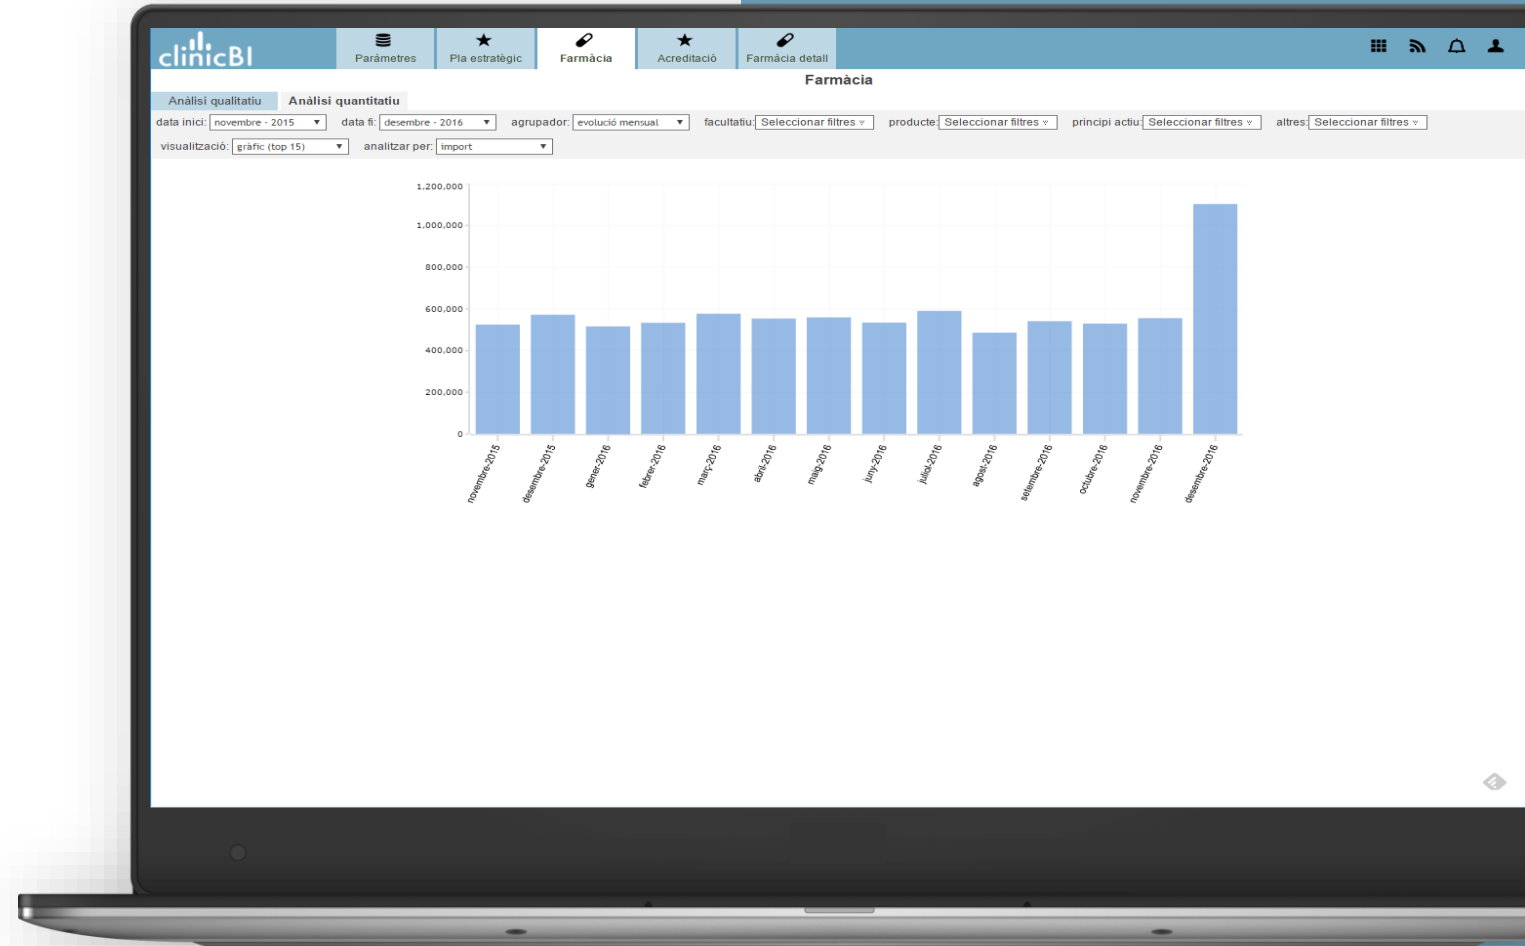 clinicBI
Paràmetres
Pla estratègic
Farmàcia
Acreditació
Farmàcia detall
Farmàcia
Anàlisi qualitatiu
Anàlisi quantitatiu
data inici: novembre - 2015 data fi: desembre - 2016 agrupador: evolució mensual facultatiu: Seleccionar filtres producte: Seleccionar filtres principi actiu: Seleccionar filtres altres: Seleccionar filtres
visualització: gràfic (top 15) analitzar per: import
1,200,000
1,000,000
800,000
600,000
400,000
200,000
0
novembre-2015
desembre-2015
gener-2016
febrer-2016
març-2016
abril-2016
maig-2016
juny-2016
juliol-2016
agost-2016
setembre-2016
octubre-2016
novembre-2016
desembre-2016